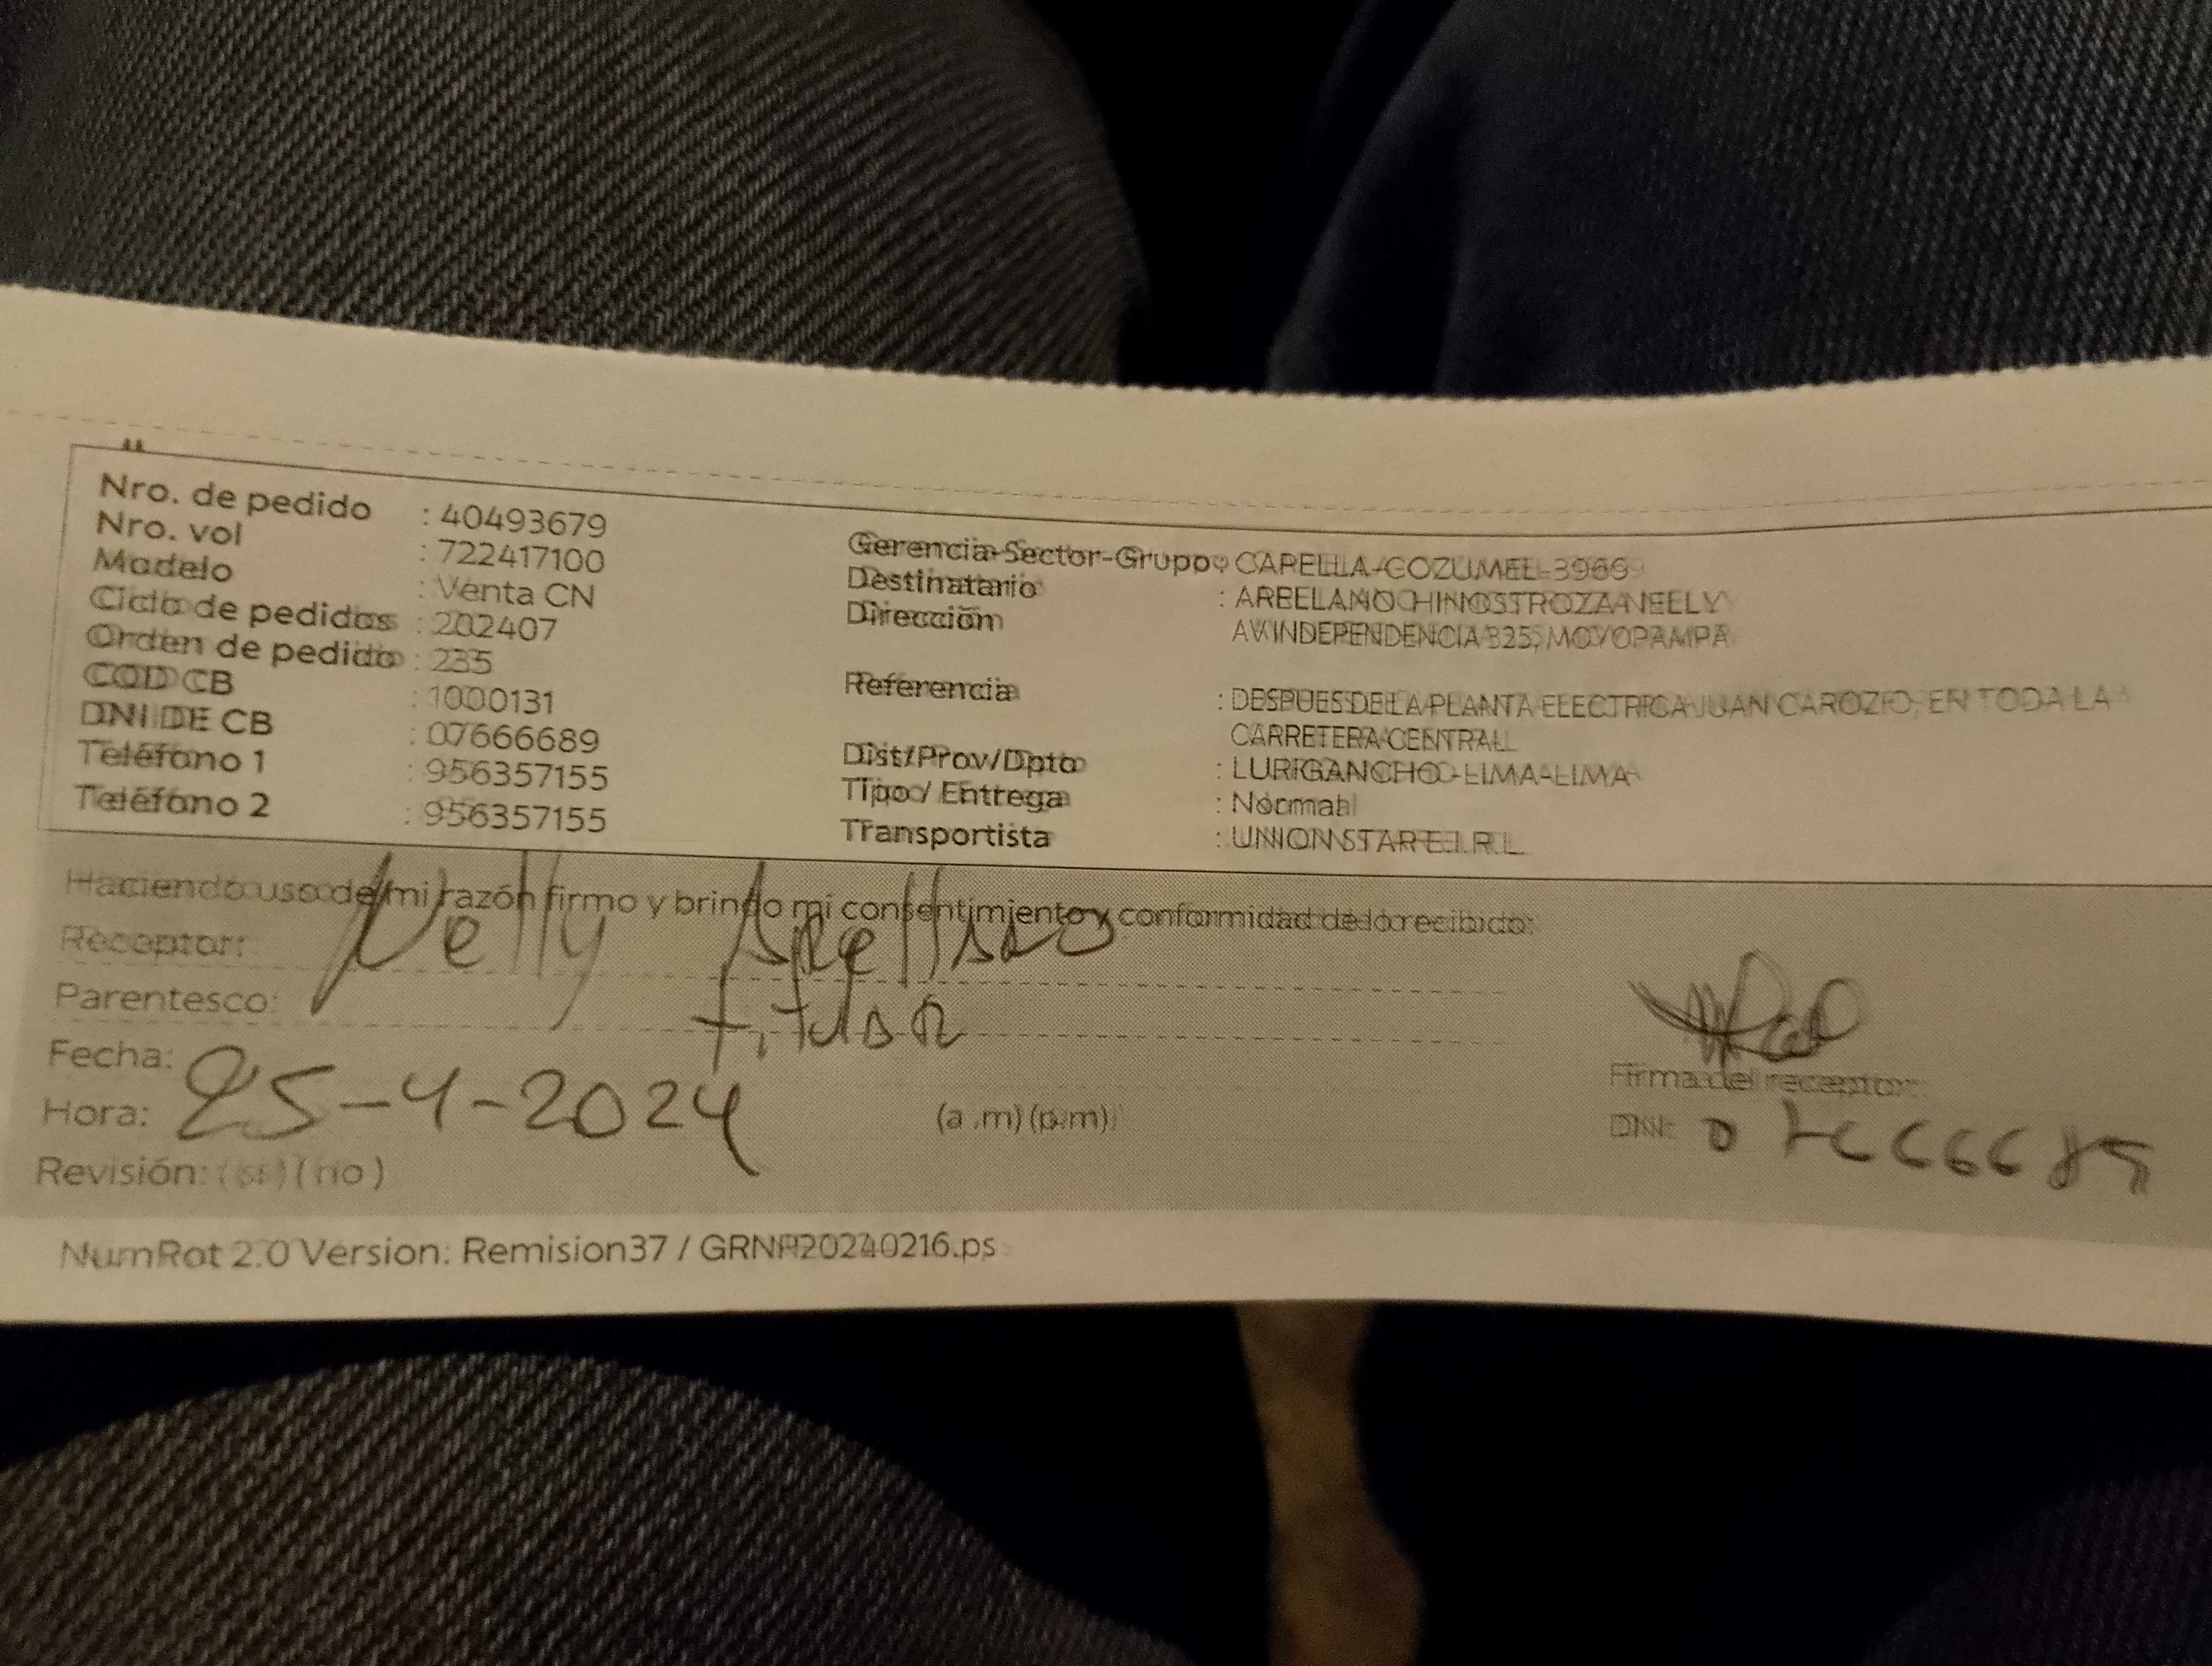 Nro. de pedido : 40493679
Nro. vol : 722417100
Modelo : Venta CN
Ciclo de pedidos : 202407
Orden de pedido : 235
COD CB : 1000131
DNI DE CB : 07666689
Teléfono 1 : 956357155
Teléfono 2 : 956357155
Gerencia-Sector-Grupo : CAPELLA-COZUMEL-3969
Destinatario : ARELLANO HINOSTROZA NELLY
Dirección AV INDEPENDENCIA 325, MOYOPAMPA
Referencia : DESPUES DE LA PLANTA ELECTRICA JUAN CAROZIO, EN TODA LA
CARRETERA CENTRAL
Dist/Prov/Dpto : LURIGANCHO-LIMA-LIMA
Tipo / Entrega : Normal
Transportista : UNION STAR E.I.R.L.
Haciendo uso de mi razón firmo y brindo mi consentimiento y conformidad de lo recibido:
Receptor: Nelly Arellano
Parentesco: titular
Fecha: 25-4-2024
Hora: (a.m) (p.m)
Revisión: (si) (no)
Firma del receptor:
DNI: 07666689
NumRot 2.0 Version: Remision37 / GRNP20240216.ps